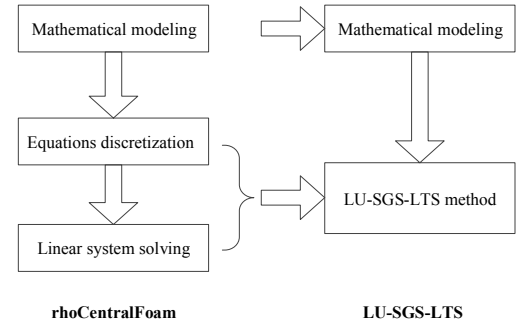 Mathematical modeling
Mathematical modeling
Equations discretization
LU-SGS-LTS method
Linear system solving
rhoCentralFoam
LU-SGS-LTS